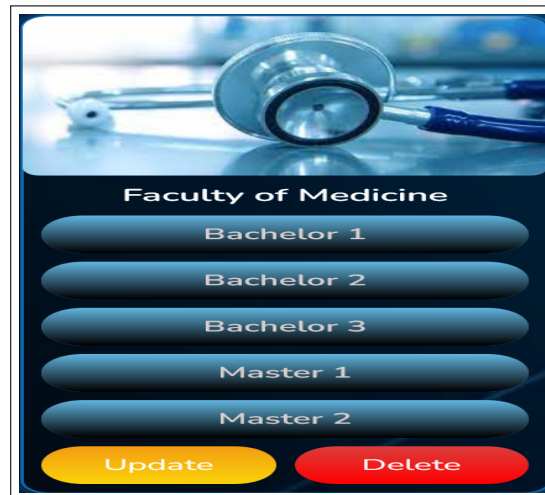 Faculty of Medicine
Bachelor 1
Bachelor 2
Bachelor 3
Master 1
Master 2
Update Delete